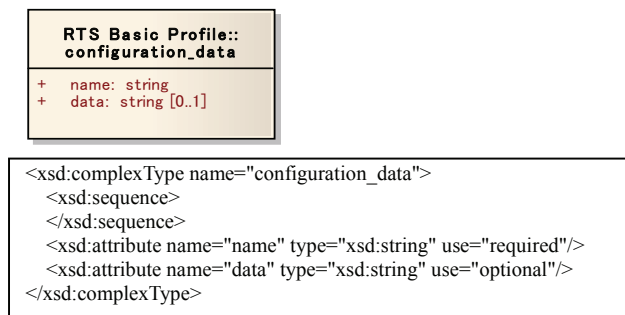 RTS Basic Profile::
configuration_data
+ name: string
+ data: string [0..1]
<xsd:complexType name="configuration_data">
<xsd:sequence>
</xsd:sequence>
<xsd:attribute name="name" type="xsd:string" use="required"/>
<xsd:attribute name="data" type="xsd:string" use="optional"/>
</xsd:complexType>